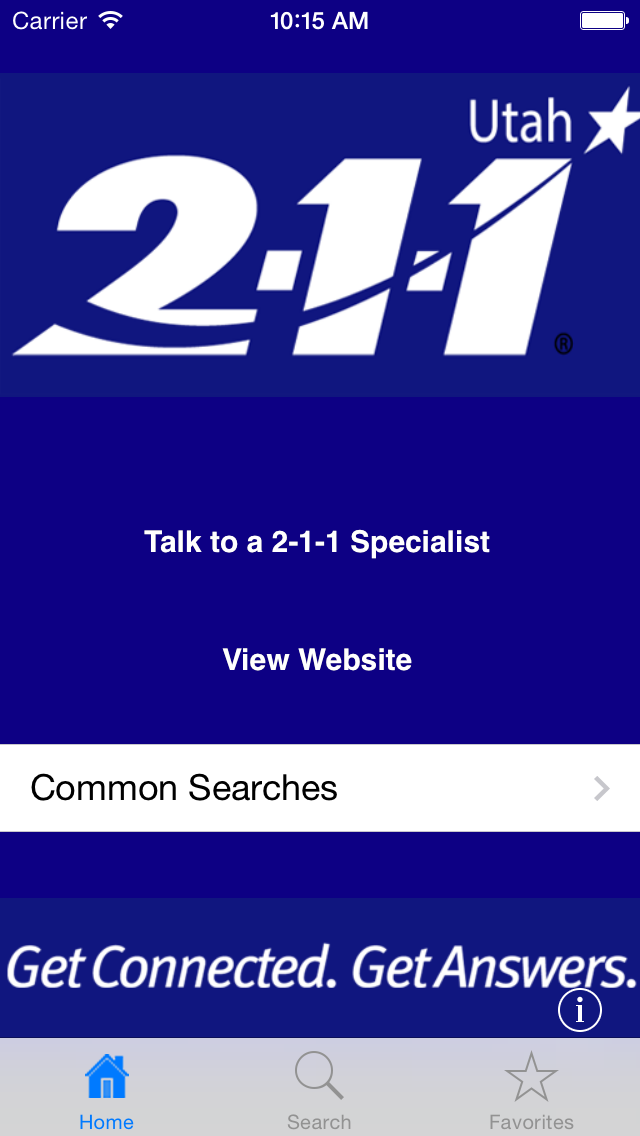 Carrier 10:15 AM
Utah
2-1-1 ®
Talk to a 2-1-1 Specialist
View Website
Common Searches
Get Connected. Get Answers.
i
Home Search Favorites